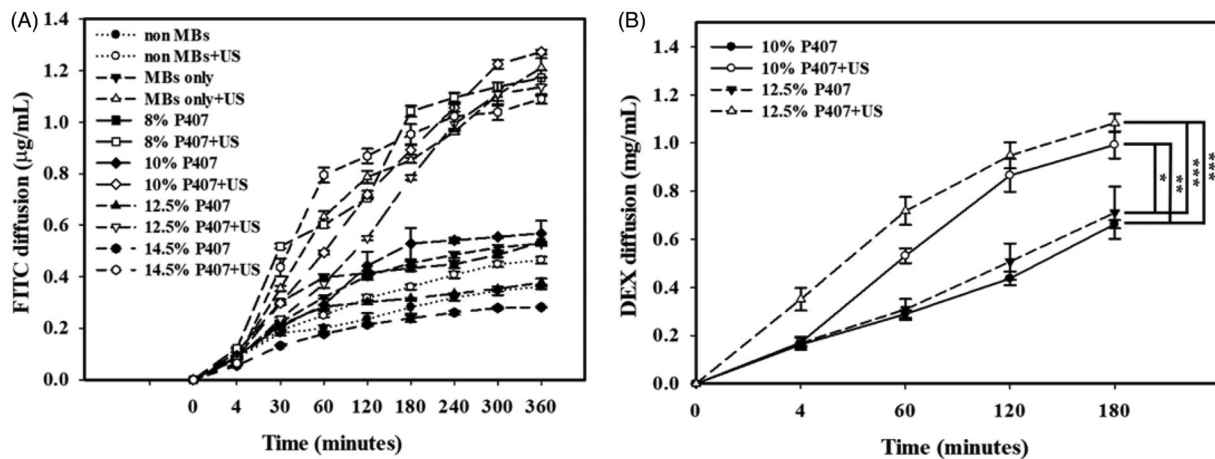 (A)
FITC diffusion (μg/mL)
1.4
1.2
1.0
0.8
0.6
0.4
0.2
0.0
non MBs
non MBs+US
MBs only
MBs only+US
8% P407
8% P407+US
10% P407
10% P407+US
12.5% P407
12.5% P407+US
14.5% P407
14.5% P407+US
0 4 30 60 120 180 240 300 360
Time (minutes)
(B)
DEX diffusion (mg/mL)
1.4
1.2
1.0
0.8
0.6
0.4
0.2
0.0
10% P407
10% P407+US
12.5% P407
12.5% P407+US
*
**
***
***
0 4 60 120 180
Time (minutes)